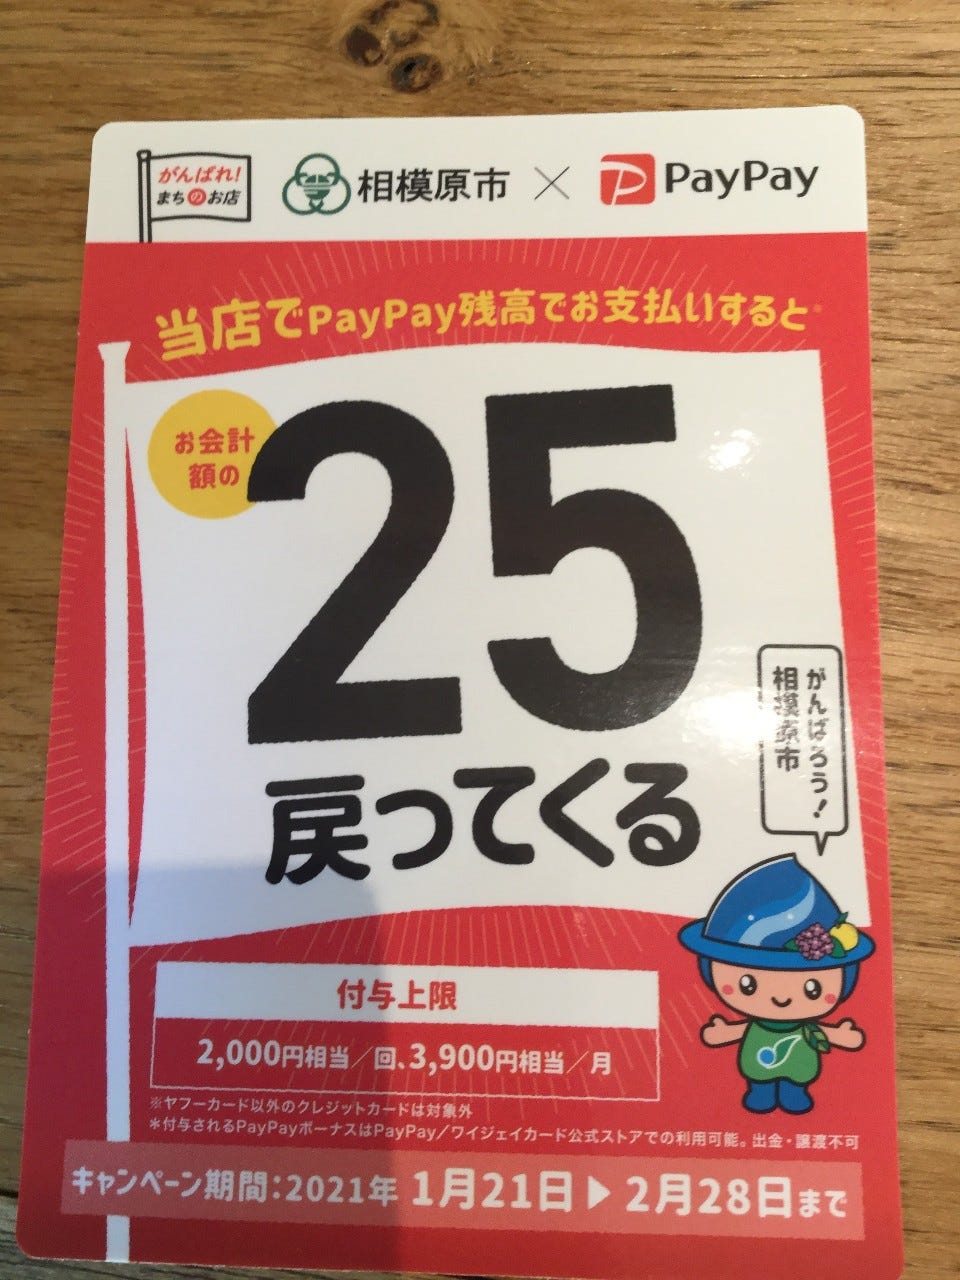 がんばれ!
まちのお店
相模原市 × PayPay
当店でPayPay残高でお支払いすると※
お会計
額の
25
戻ってくる
がんばろう!
相模原市
付与上限
2,000円相当/回、3,900円相当/月
※ヤフーカード以外のクレジットカードは対象外
*付与されるPayPayボーナスはPayPay/ワイジェイカード公式ストアでの利用可能。出金・譲渡不可
キャンペーン期間:2021年 1月21日▶2月28日まで